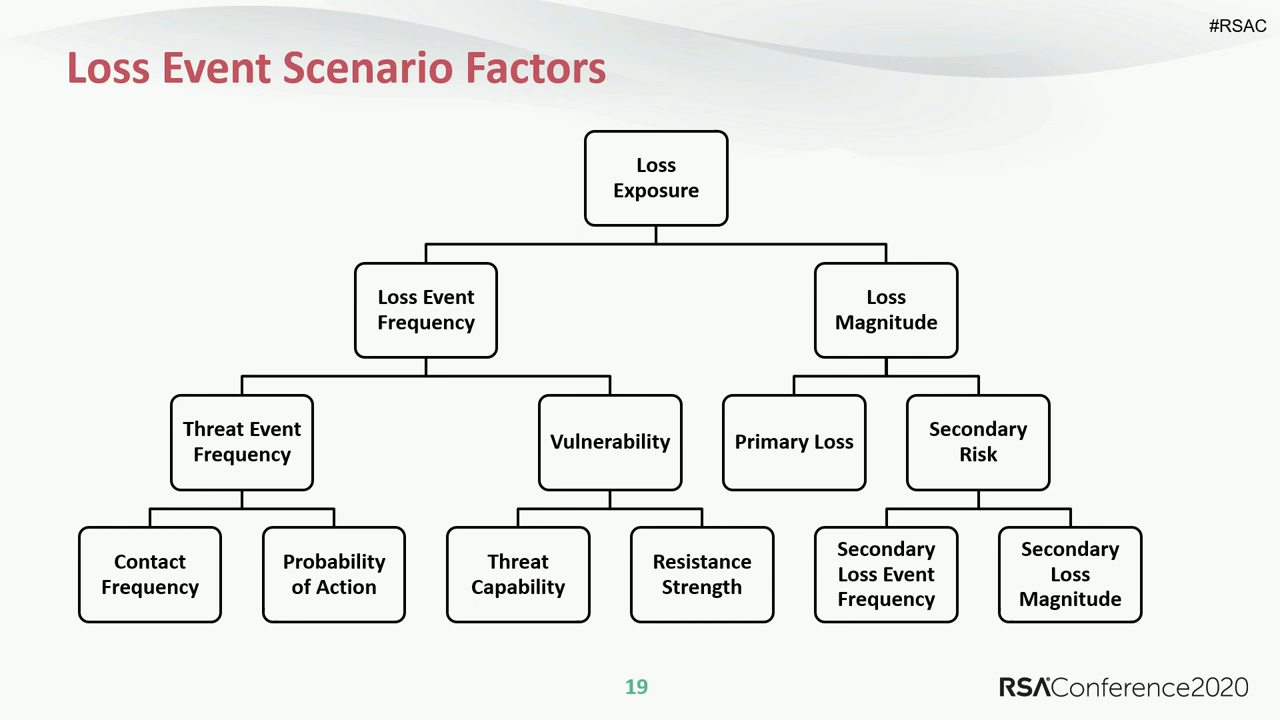 #RSAC
Loss Event Scenario Factors
Loss
Exposure
Loss Event
Frequency
Loss
Magnitude
Threat Event
Frequency
Vulnerability
Primary Loss
Secondary
Risk
Contact
Frequency
Probability
of Action
Threat
Capability
Resistance
Strength
Secondary
Loss Event
Frequency
Secondary
Loss
Magnitude
19
RSAConference2020